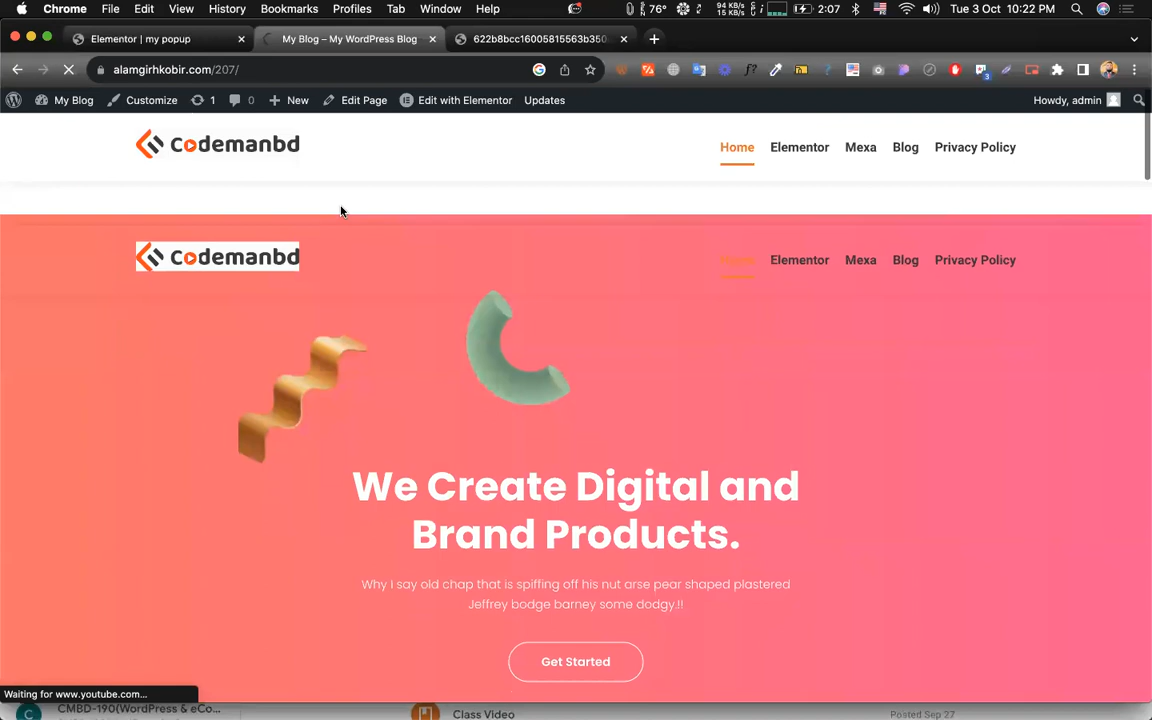 Chrome File Edit View History Bookmarks Profiles Tab Window Help 76° 94 KB/s 4 KB/s 2:07 Tue 3 Oct 10:22 PM
Elementor | my popup
My Blog – My WordPress Blog
622b8bcc16005815563b350
alamgirhkobir.com/207/
My Blog Customize 1 0 New Edit Page Edit with Elementor Updates Howdy, admin
Codemanbd
Home Elementor Mexa Blog Privacy Policy
Codemanbd
Home Elementor Mexa Blog Privacy Policy
We Create Digital and
Brand Products.
Why I say old chap that is spiffing off his nut arse pear shaped plastered
Jeffrey bodge barney some dodgy.!!
Get Started
Waiting for www.youtube.com...
CMBD-190(WordPress & eCo...
Class Video
Posted Sep 27